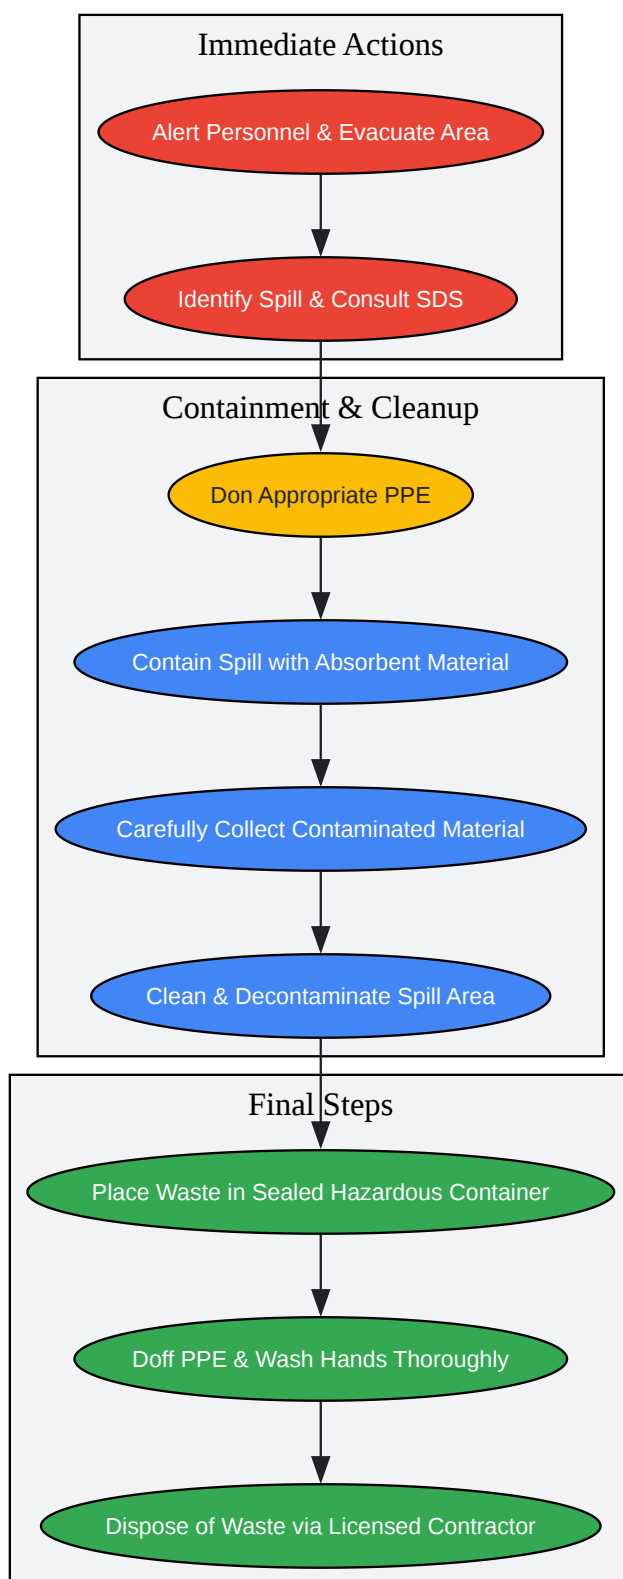 Immediate Actions
Alert Personnel & Evacuate Area
Identify Spill & Consult SDS
Containment & Cleanup
Don Appropriate PPE
Contain Spill with Absorbent Material
Carefully Collect Contaminated Material
Clean & Decontaminate Spill Area
Final Steps
Place Waste in Sealed Hazardous Container
Doff PPE & Wash Hands Thoroughly
Dispose of Waste via Licensed Contractor